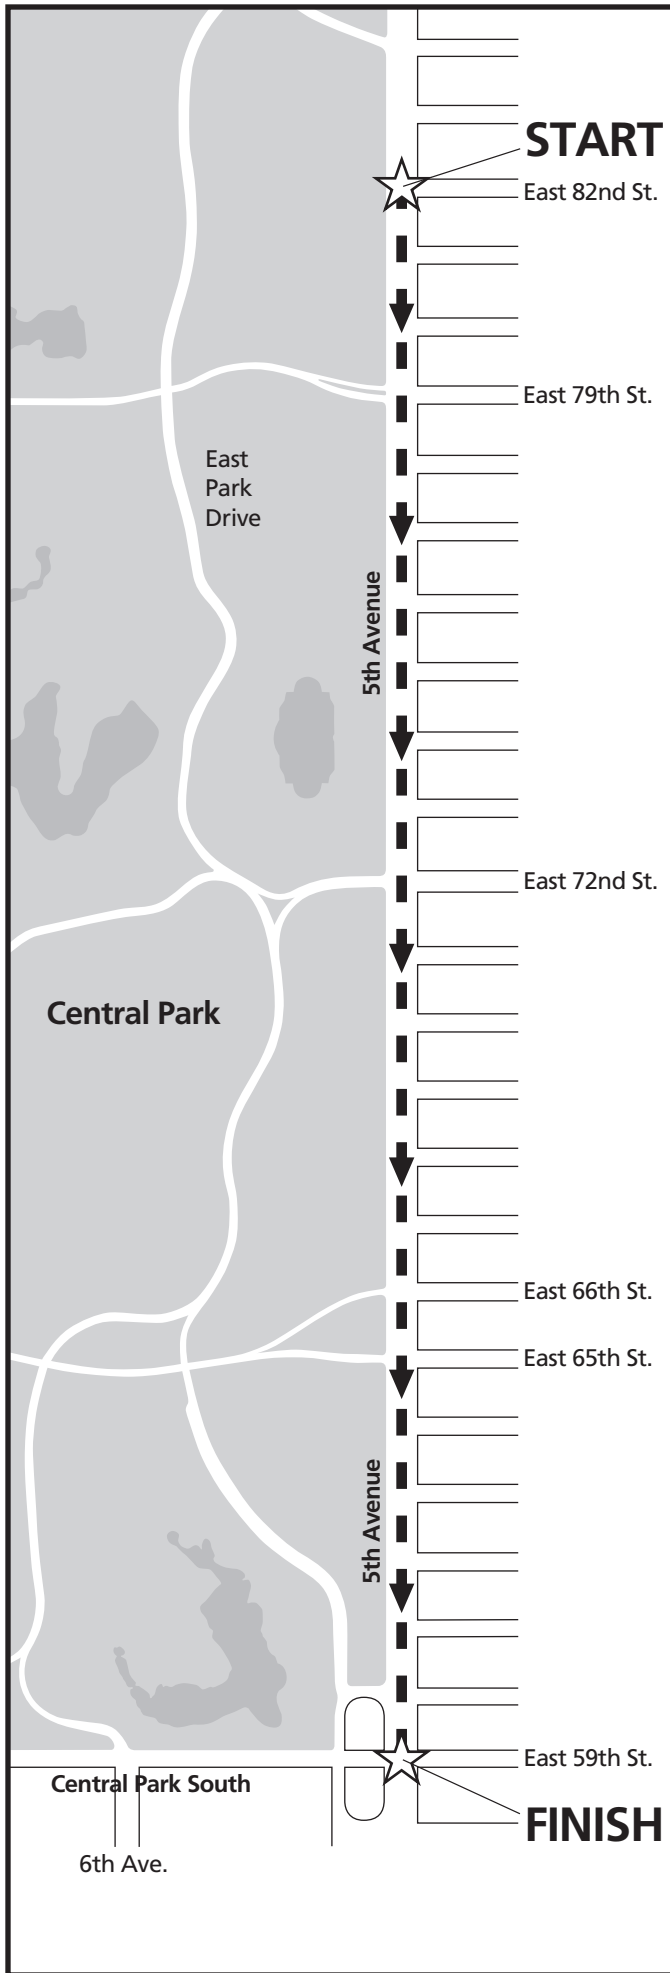 START
East 82nd St.
East 79th St.
East
Park
Drive
5th Avenue
East 72nd St.
Central Park
East 66th St.
East 65th St.
5th Avenue
East 59th St.
Central Park South
FINISH
6th Ave.